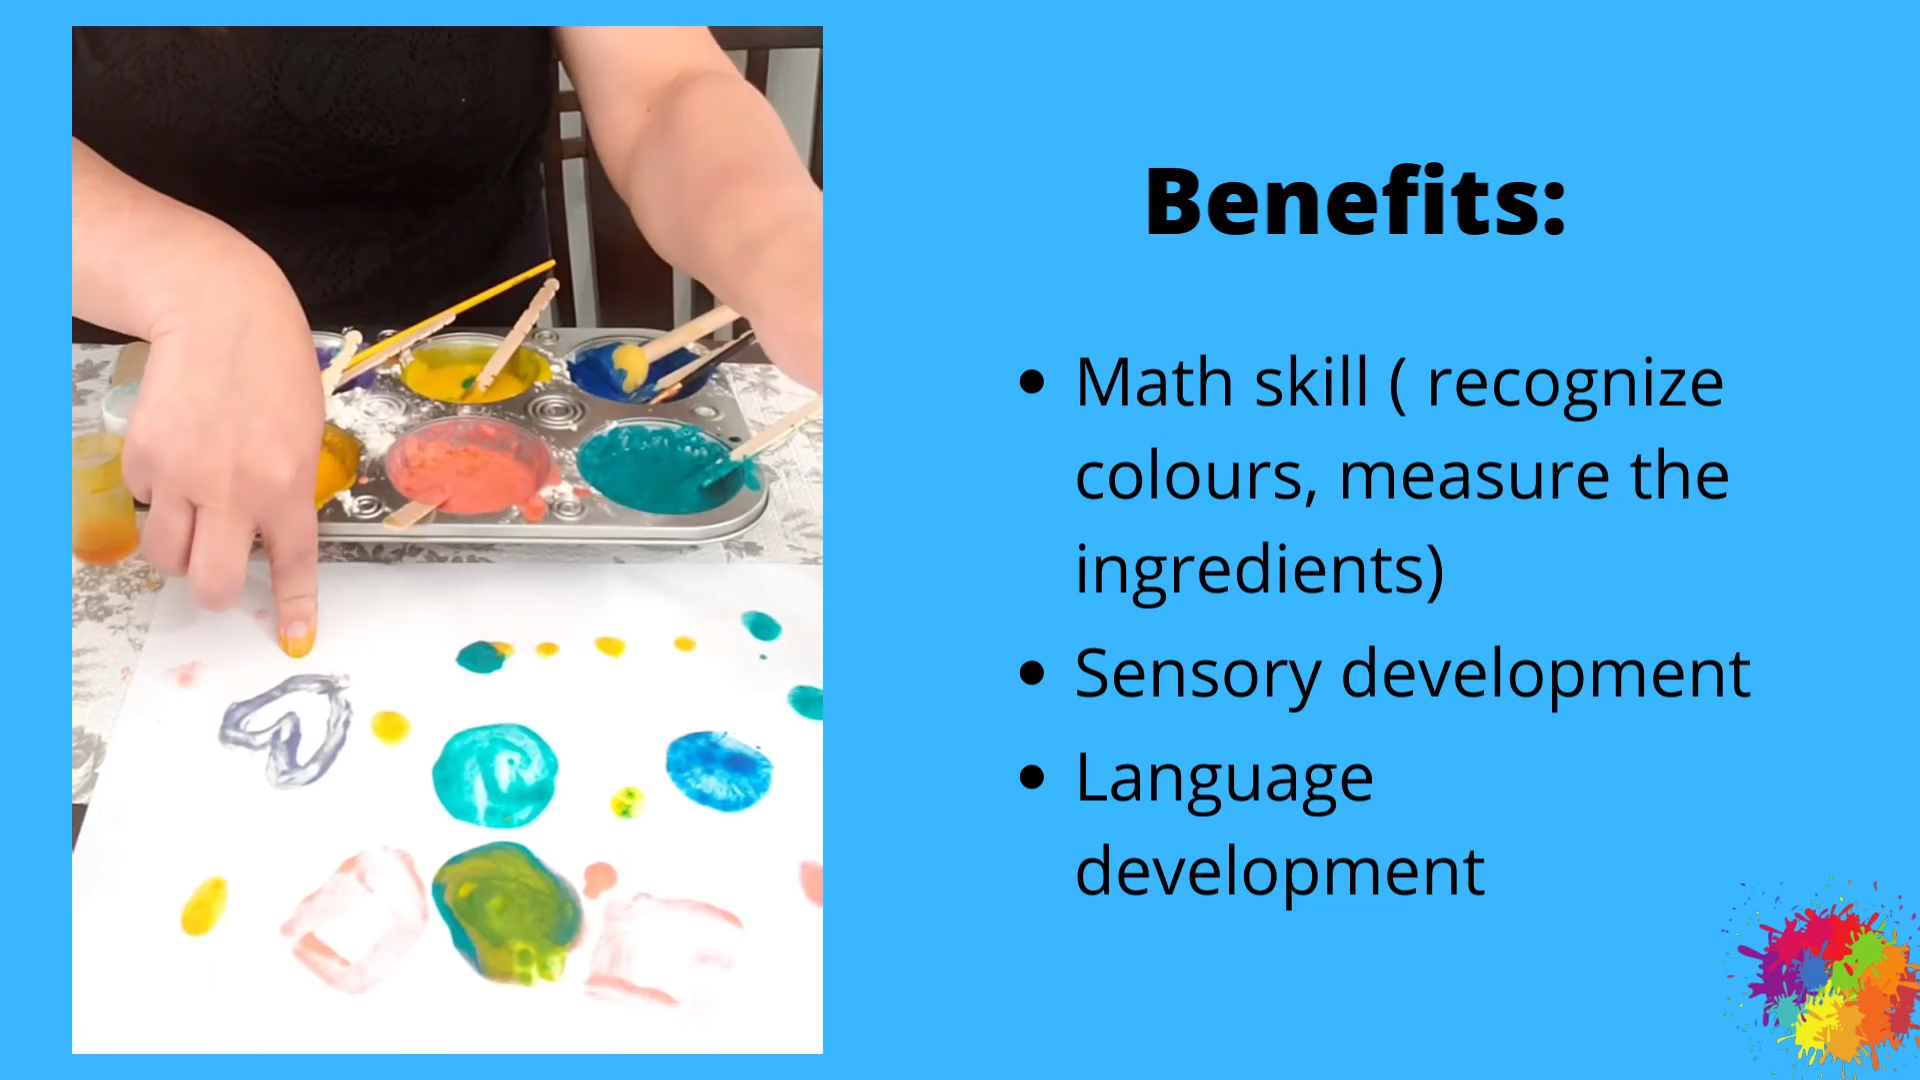 Benefits:
• Math skill ( recognize
colours, measure the
ingredients)
• Sensory development
• Language
development